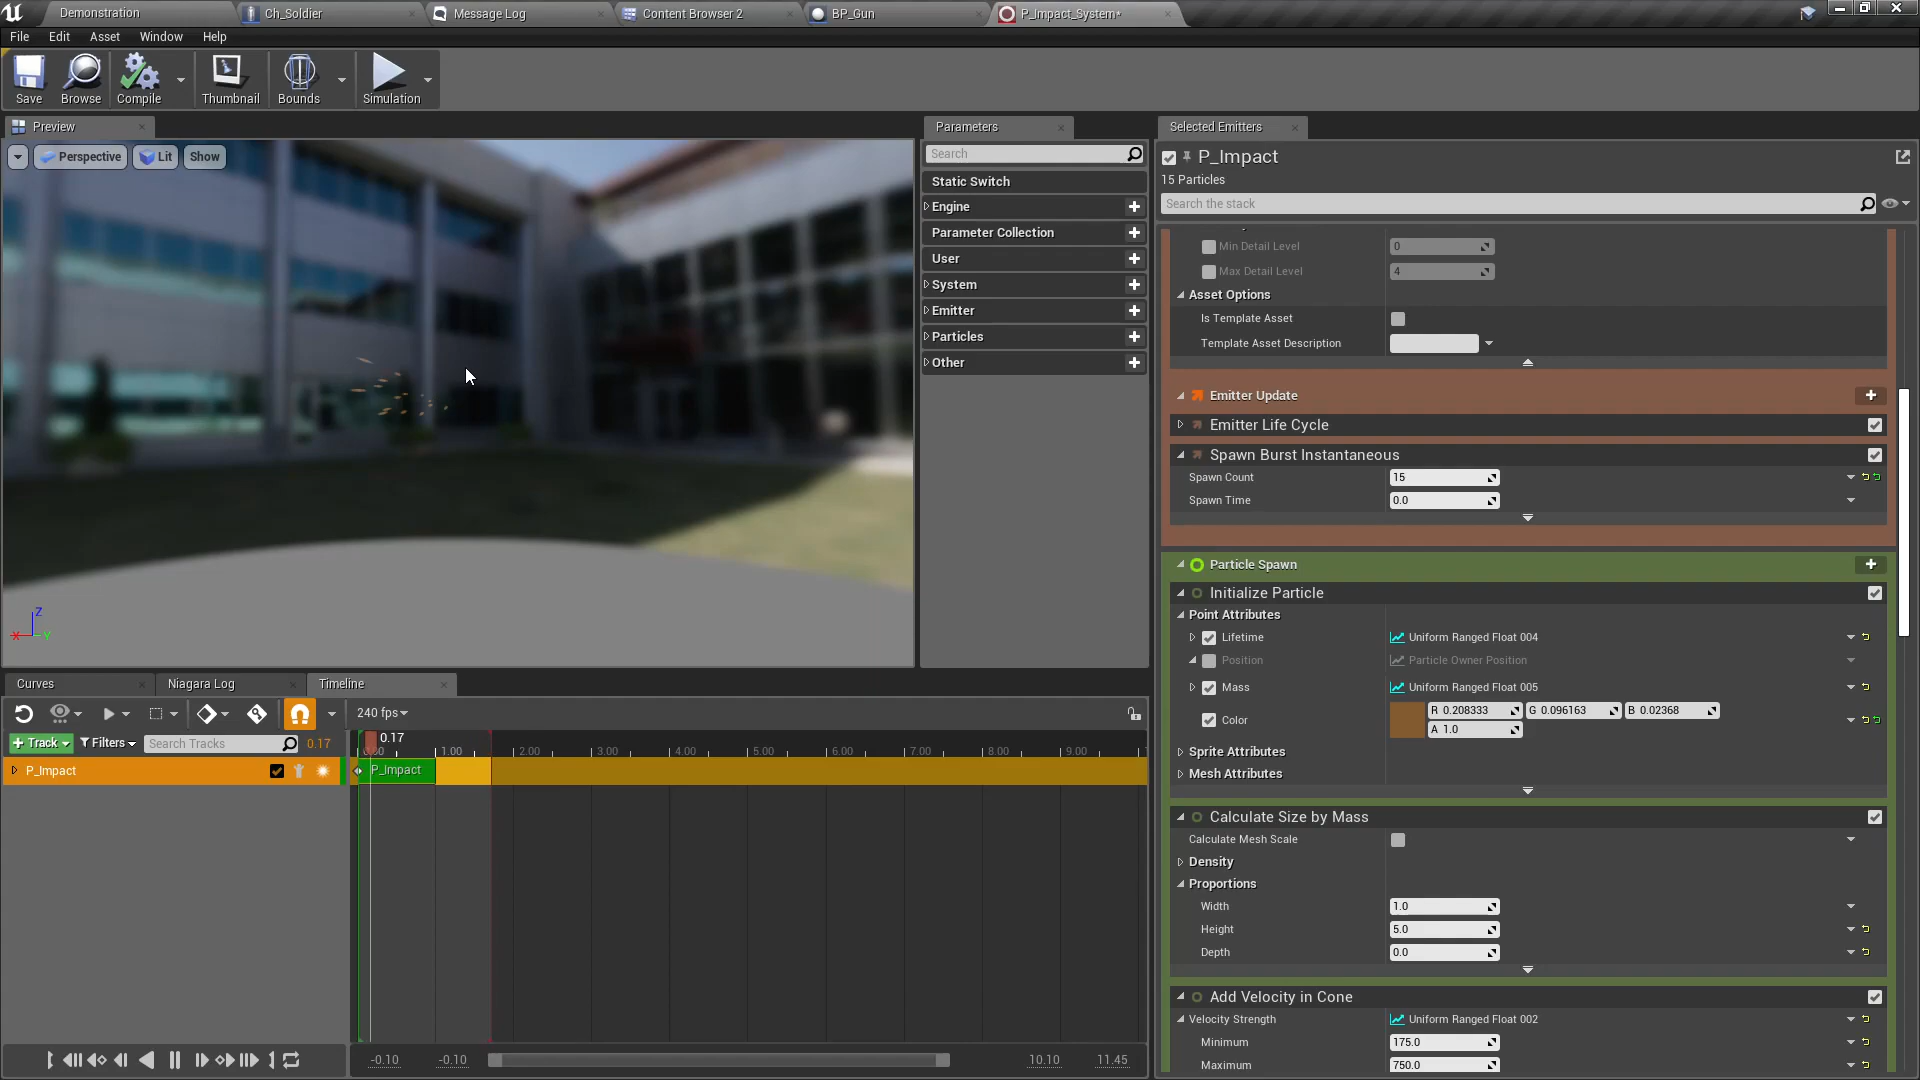 Demonstration
Ch_Soldier
Message Log
Content Browser 2
BP_Gun
P_Impact_System*
File
Edit
Asset
Window
Help
Save
Browse
Compile
Thumbnail
Bounds
Simulation
Preview
Perspective
Lit
Show
Z
X
Y
Parameters
Search
Static Switch
Engine
Parameter Collection
User
System
Emitter
Particles
Other
Selected Emitters
P_Impact
15 Particles
Search the stack
Min Detail Level
0
Max Detail Level
4
Asset Options
Is Template Asset
Template Asset Description
Emitter Update
Emitter Life Cycle
Spawn Burst Instantaneous
Spawn Count
15
Spawn Time
0.0
Particle Spawn
Initialize Particle
Point Attributes
Lifetime
Uniform Ranged Float 004
Position
Particle Owner Position
Mass
Uniform Ranged Float 005
Color
R 0.208333
G 0.096163
B 0.02368
A 1.0
Sprite Attributes
Mesh Attributes
Calculate Size by Mass
Calculate Mesh Scale
Density
Proportions
Width
1.0
Height
5.0
Depth
0.0
Add Velocity in Cone
Velocity Strength
Uniform Ranged Float 002
Minimum
175.0
Maximum
750.0
Curves
Niagara Log
Timeline
240 fps
Track
Filters
Search Tracks
0.17
0.17
0.00
1.00
2.00
3.00
4.00
5.00
6.00
7.00
8.00
9.00
P_Impact
P_Impact
-0.10
-0.10
10.10
11.45